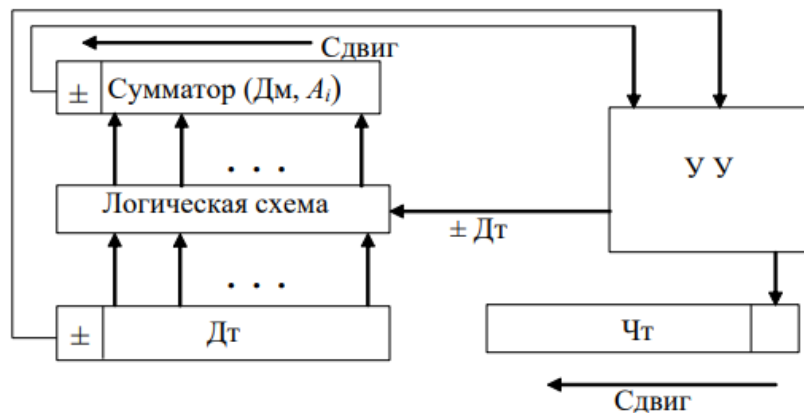 Сдвиг
± Сумматор (Дм, Aᵢ)
У У
. . .
Логическая схема
± Дт
. . .
± Дт
Чт
Сдвиг